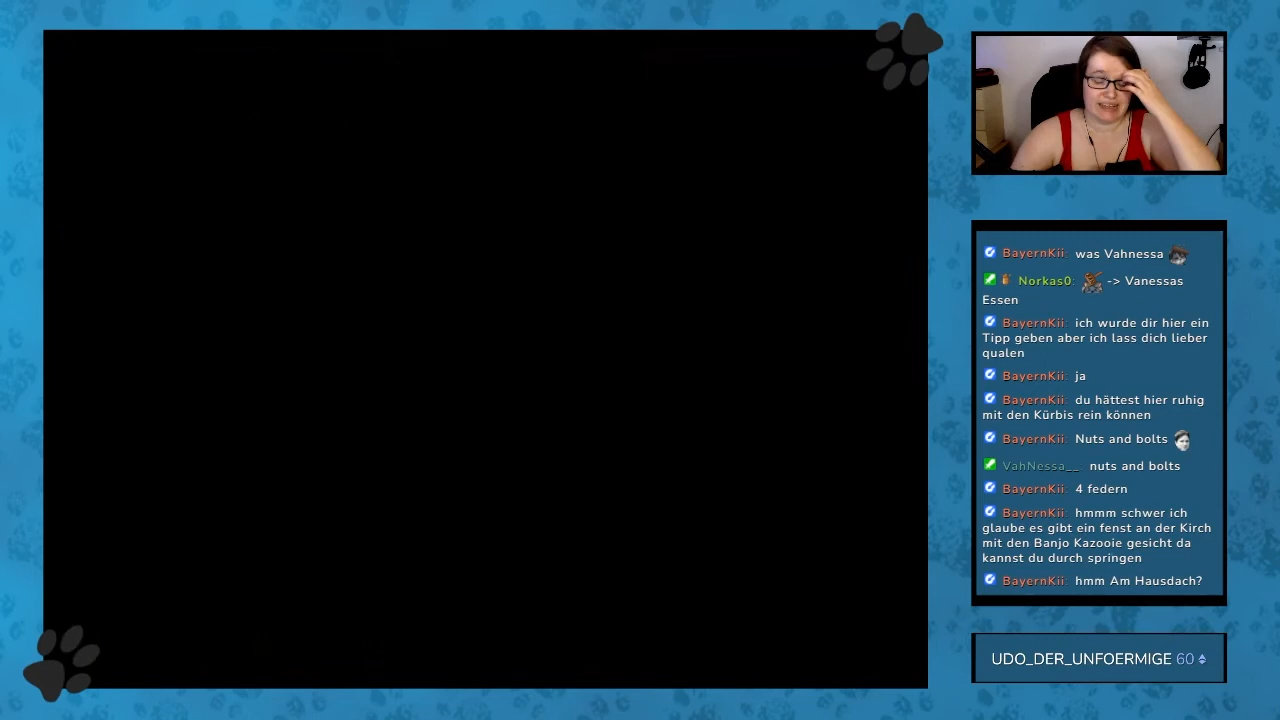 BayernKii: was Vahnessa
Norkas0: -> Vanessas
Essen
BayernKii: ich wurde dir hier ein
Tipp geben aber ich lass dich lieber
qualen
BayernKii: ja
BayernKii: du hättest hier ruhig
mit den Kürbis rein können
BayernKii: Nuts and bolts
VahNessa__ nuts and bolts
BayernKii: 4 federn
BayernKii: hmmm schwer ich
glaube es gibt ein fenst an der Kirch
mit den Banjo Kazooie gesicht da
kannst du durch springen
BayernKii: hmm Am Hausdach?
UDO_DER_UNFOERMIGE 60